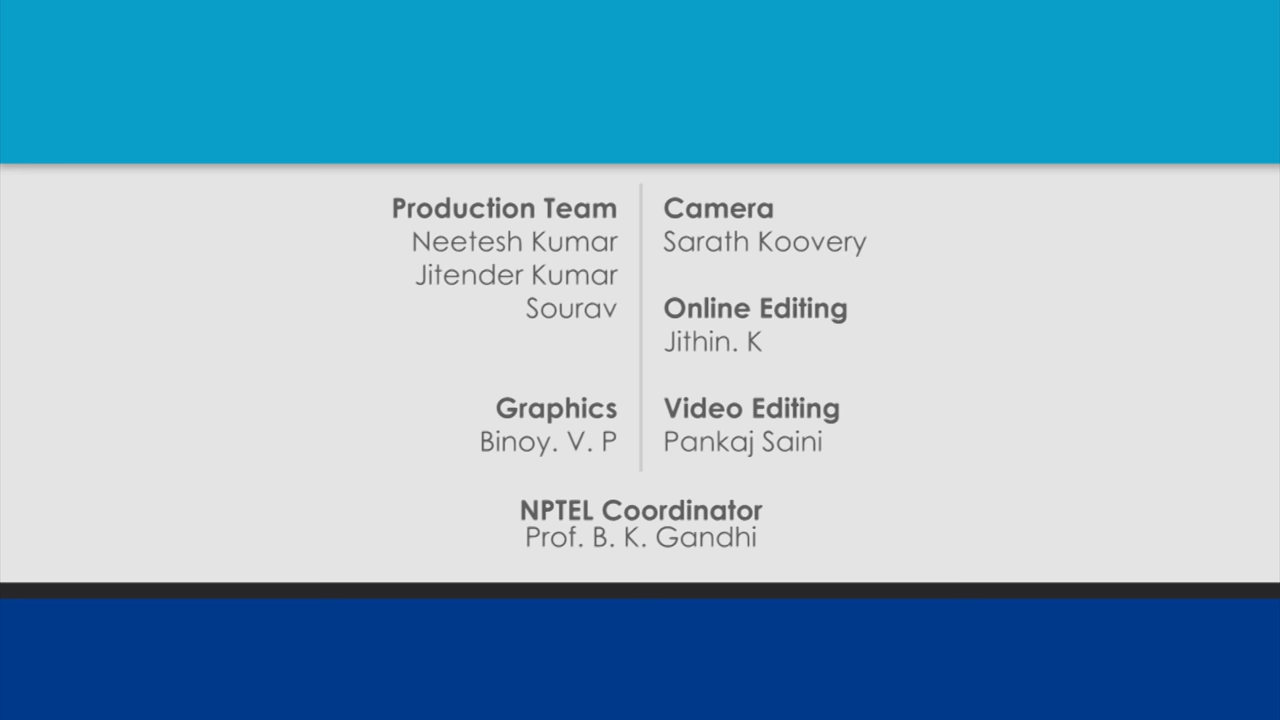 Production Team
Neetesh Kumar
Jitender Kumar
Sourav
Graphics
Binoy. V. P
Camera
Sarath Koovery
Online Editing
Jithin. K
Video Editing
Pankaj Saini
NPTEL Coordinator
Prof. B. K. Gandhi